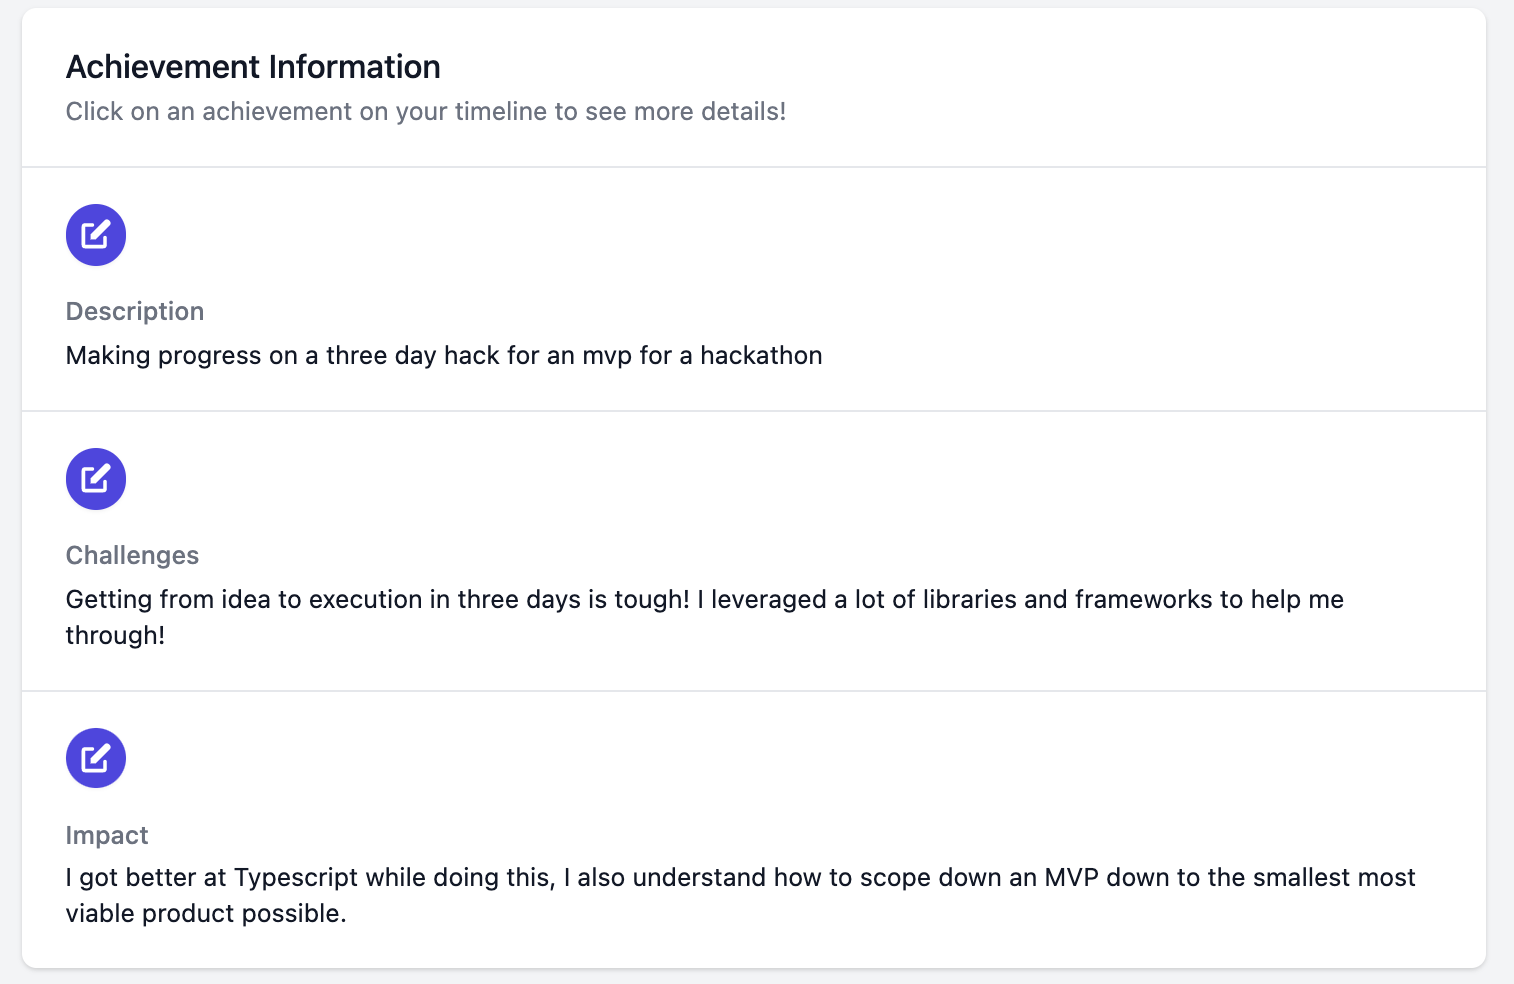 Achievement Information
Click on an achievement on your timeline to see more details!
Description
Making progress on a three day hack for an mvp for a hackathon
Challenges
Getting from idea to execution in three days is tough! I leveraged a lot of libraries and frameworks to help me
through!
Impact
I got better at Typescript while doing this, I also understand how to scope down an MVP down to the smallest most
viable product possible.